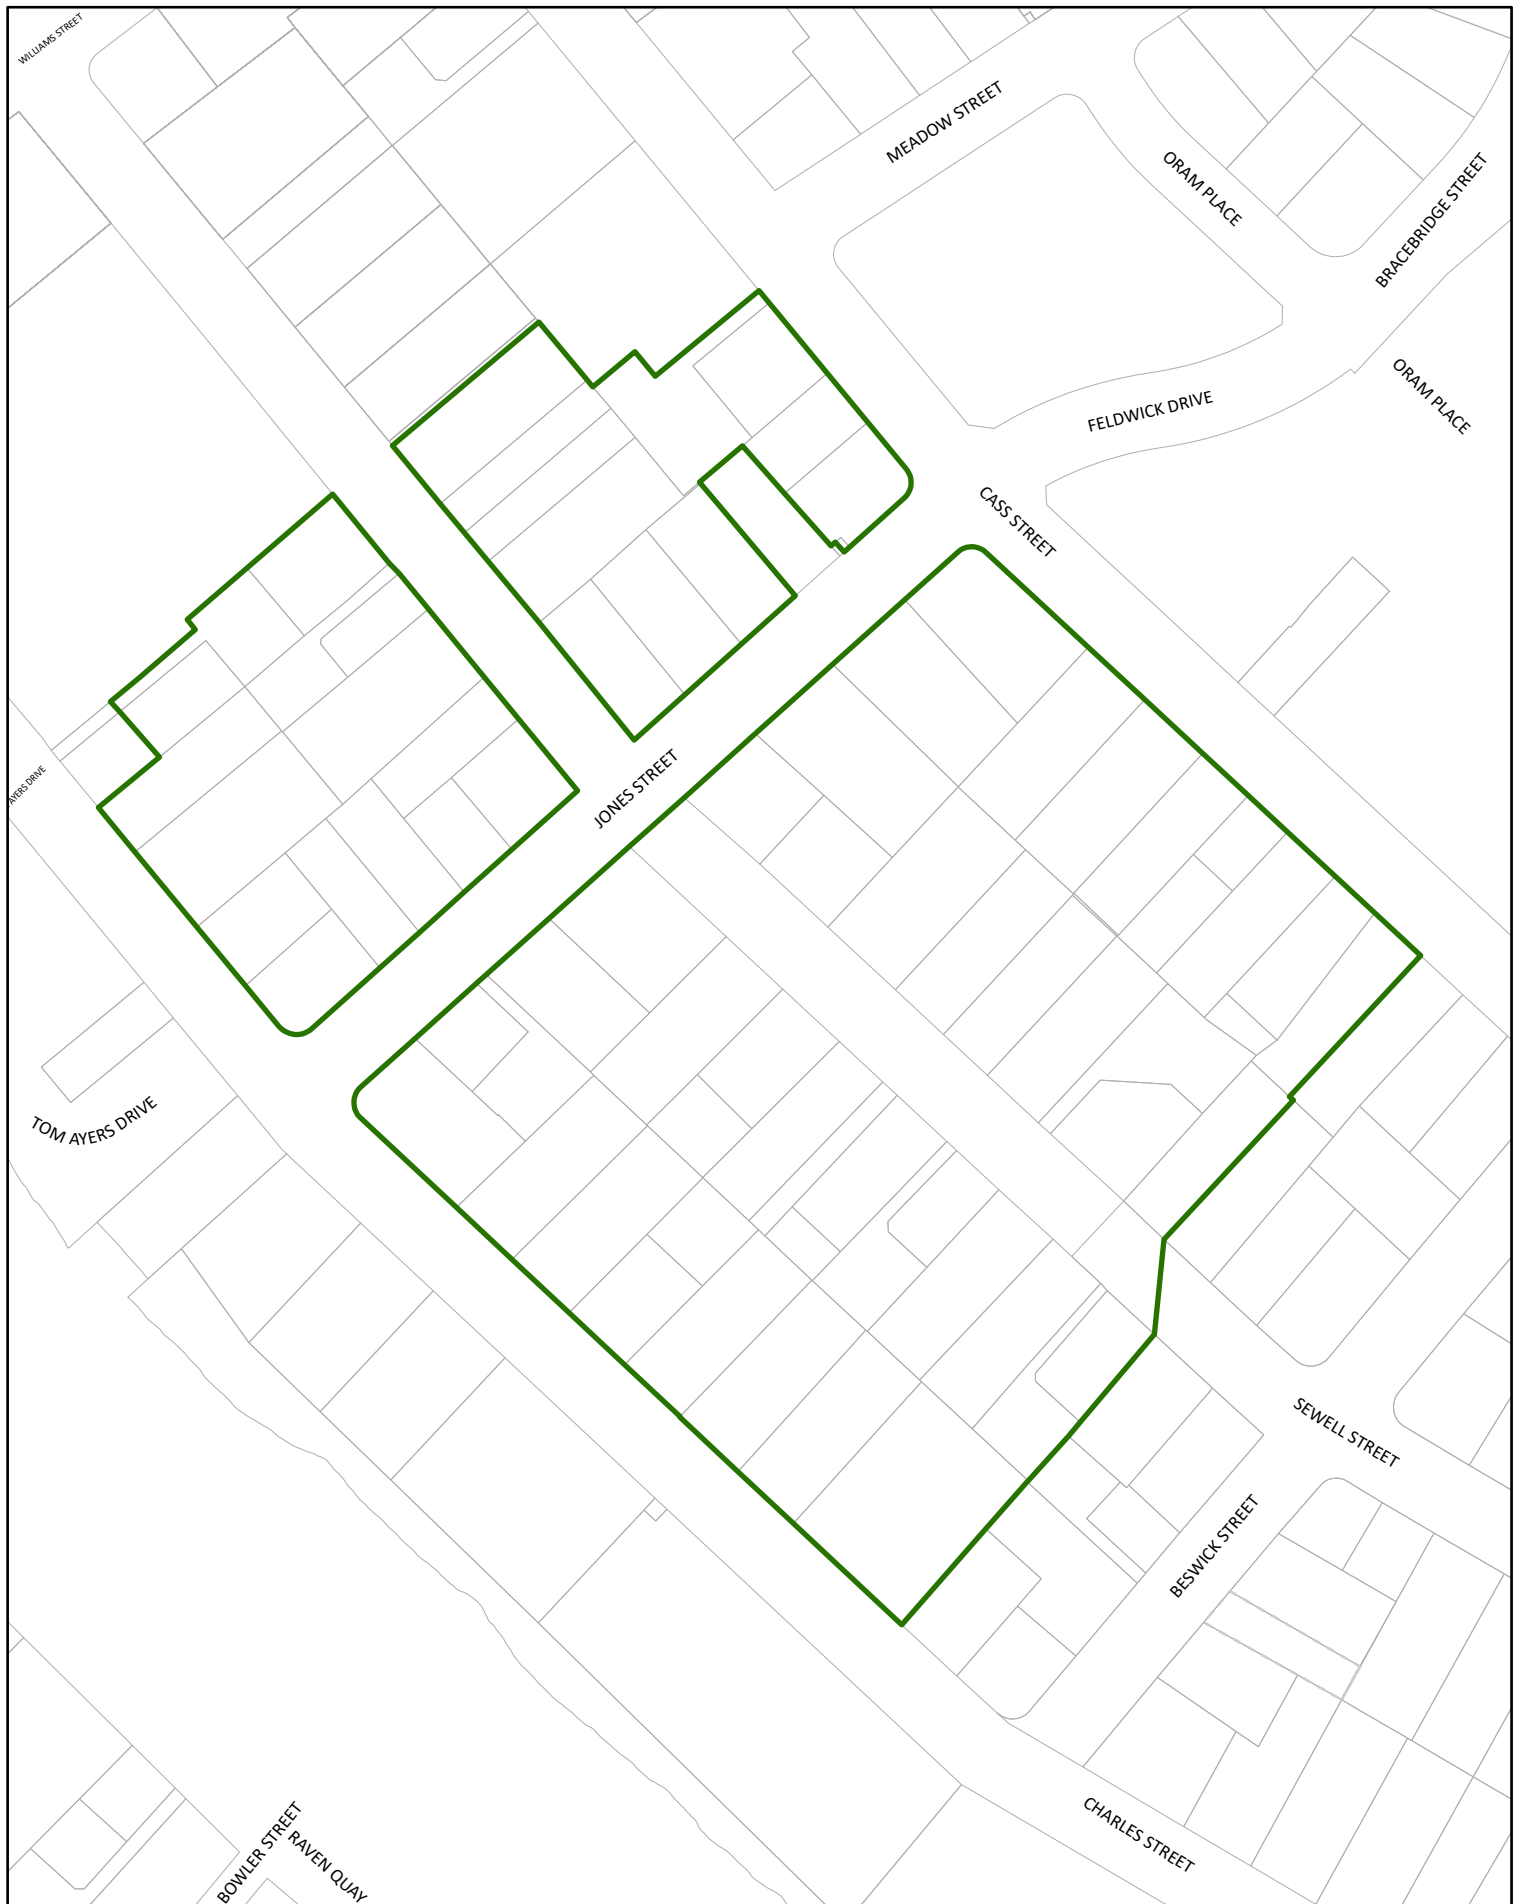 WILLIAMS STREET
MEADOW STREET
ORAM PLACE
BRACEBRIDGE STREET
ORAM PLACE
FELDWICK DRIVE
CASS STREET
JONES STREET
AYERS DRIVE
TOM AYERS DRIVE
SEWELL STREET
BESWICK STREET
CHARLES STREET
BOWLER STREET
RAVEN QUAY